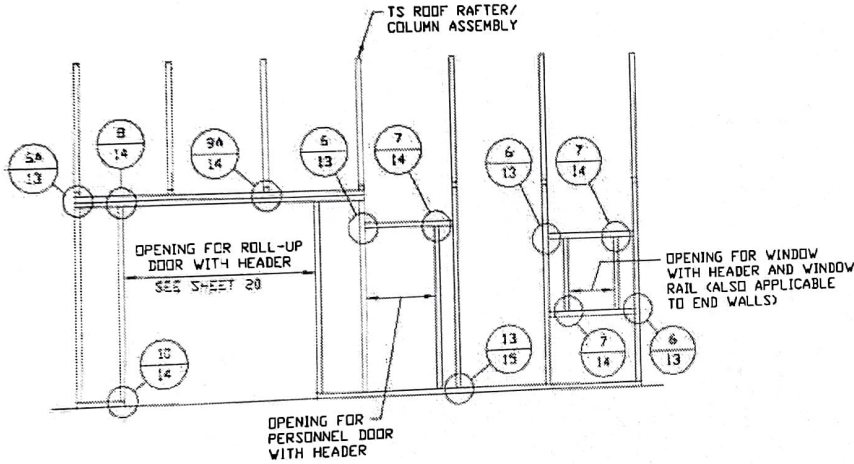 TS ROOF RAFTER/
COLUMN ASSEMBLY
5A
13
8
14
9A
14
6
13
7
14
6
13
7
14
OPENING FOR ROLL-UP
DOOR WITH HEADER
SEE SHEET 20
OPENING FOR WINDOW
WITH HEADER AND WINDOW
RAIL (ALSO APPLICABLE
TO END WALLS)
10
14
13
15
7
14
6
13
OPENING FOR
PERSONNEL DOOR
WITH HEADER